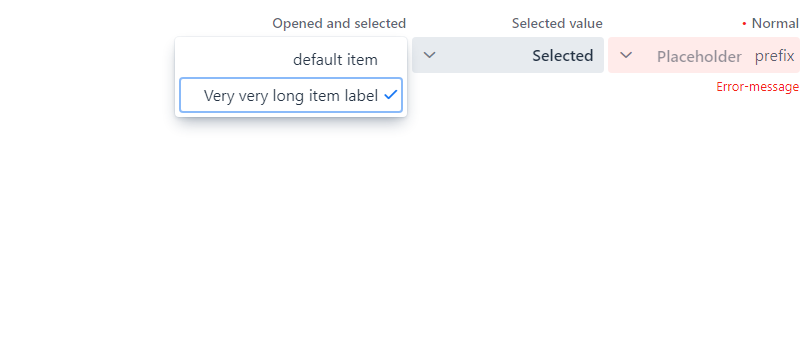 Opened and selected
Selected value
• Normal
default item
Selected
Placeholder
prefix
Very very long item label
Error-message